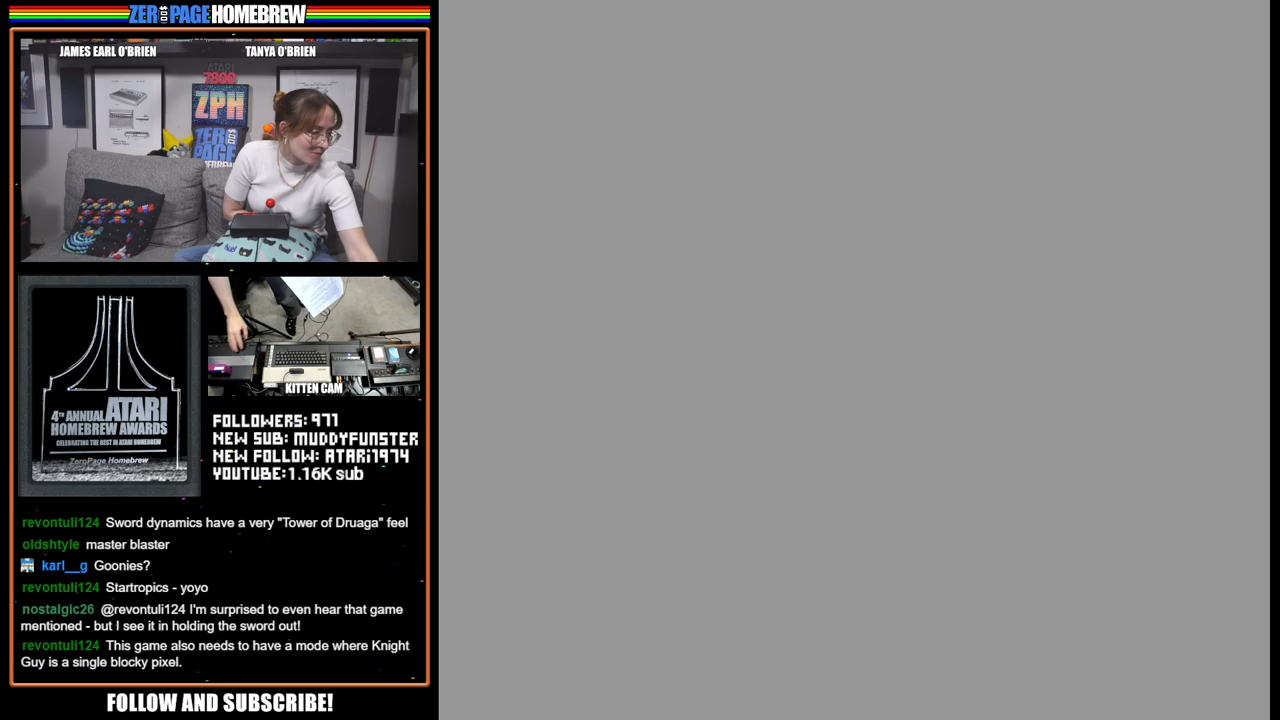 ZEROPAGE HOMEBREW
JAMES EARL O'BRIEN
TANYA O'BRIEN
ATARI
7800
ZPH
ZERO
PAGE
KITTEN CAM
4TH ANNUAL ATARI
HOMEBREW AWARDS
CELEBRATING THE BEST IN ATARI HOMEBREW
ZeroPage Homebrew
FOLLOWERS: 971
NEW SUB: MUDDYFUNSTER
NEW FOLLOW: ATARI1974
YOUTUBE:1.16K sub
revontuli124 Sword dynamics have a very "Tower of Druaga" feel
oldshtyle master blaster
karl__g Goonies?
revontuli124 Startropics - yoyo
nostalgic26 @revontuli124 I'm surprised to even hear that game
mentioned - but I see it in holding the sword out!
revontuli124 This game also needs to have a mode where Knight
Guy is a single blocky pixel.
FOLLOW AND SUBSCRIBE!